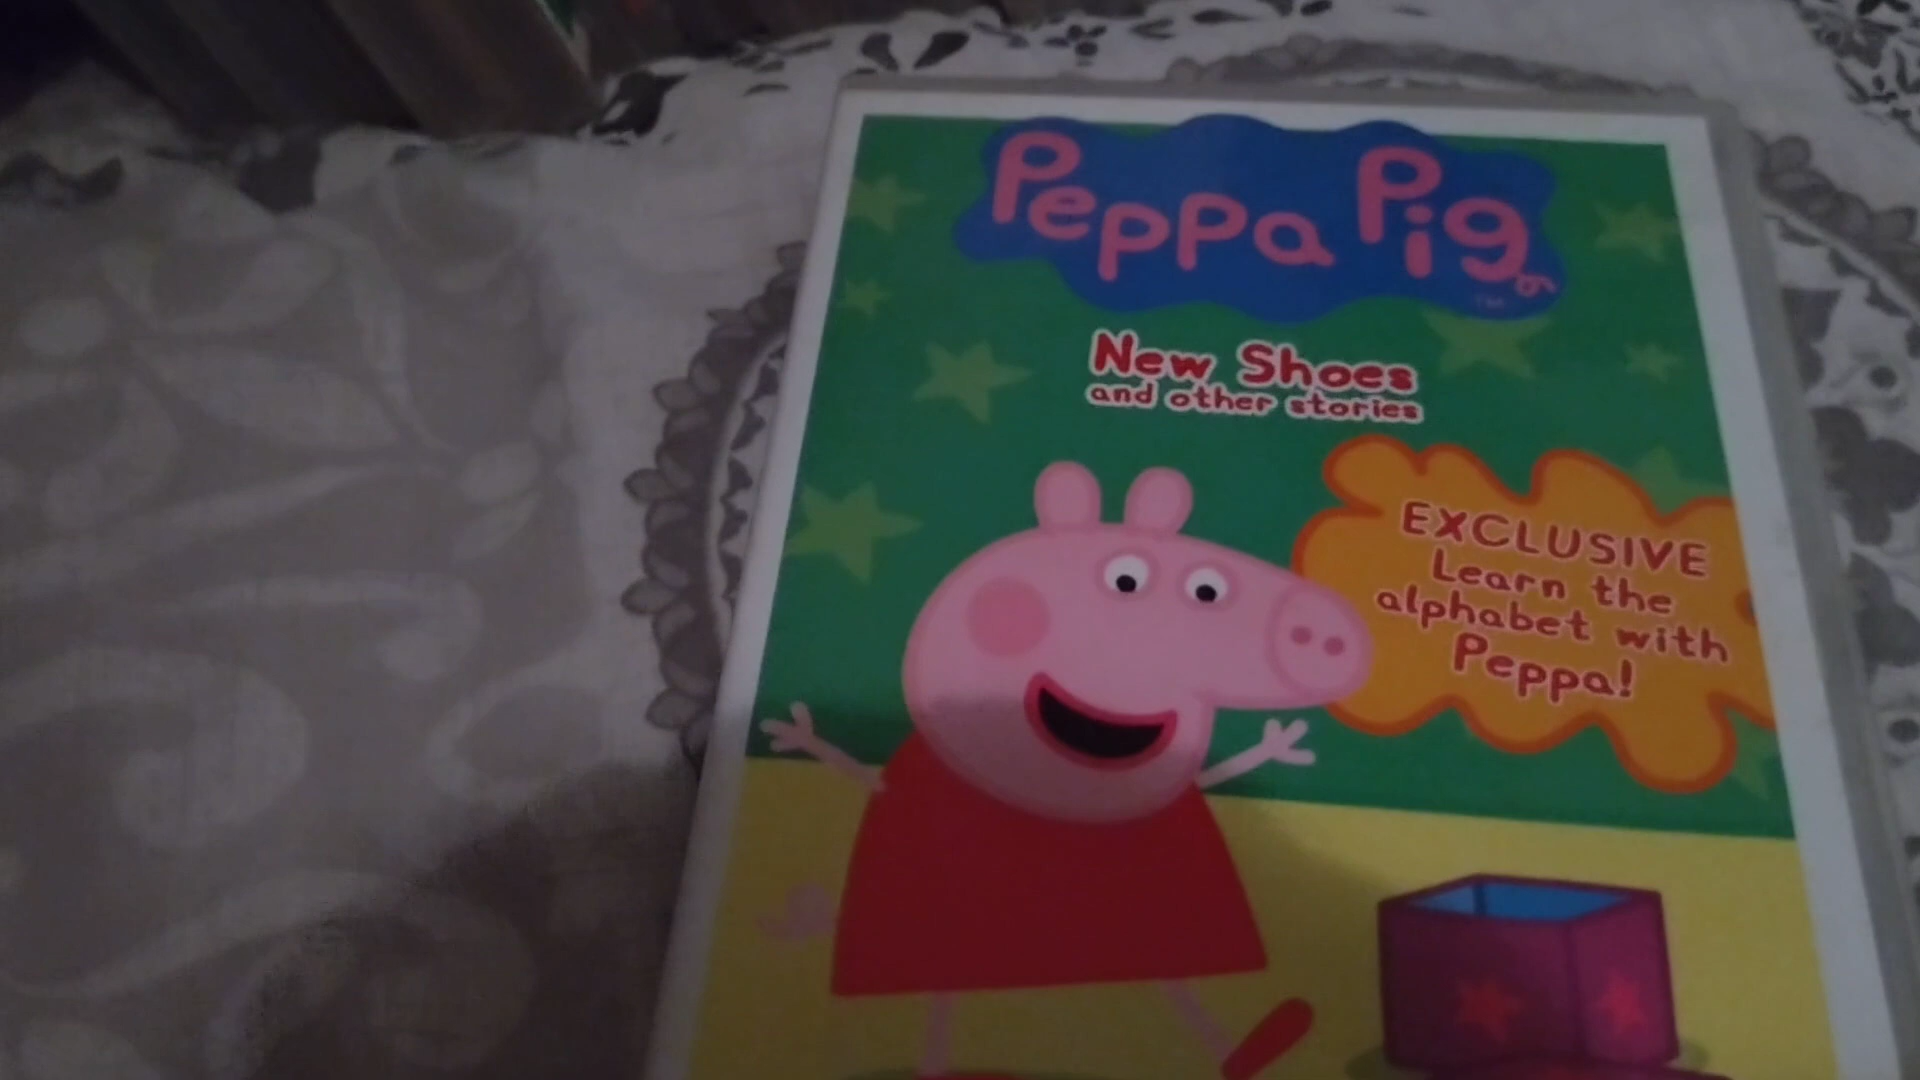 Peppa Pig
TM
New Shoes
and other stories
EXCLUSIVE
Learn the
alphabet with
Peppa!